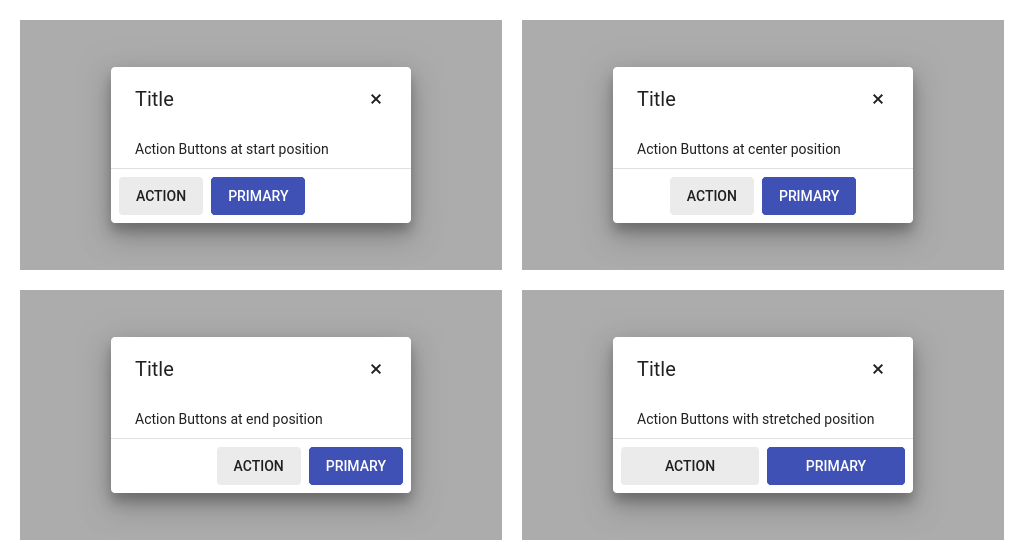 Title ×
Action Buttons at start position
ACTION PRIMARY
Title ×
Action Buttons at center position
ACTION PRIMARY
Title ×
Action Buttons at end position
ACTION PRIMARY
Title ×
Action Buttons with stretched position
ACTION PRIMARY